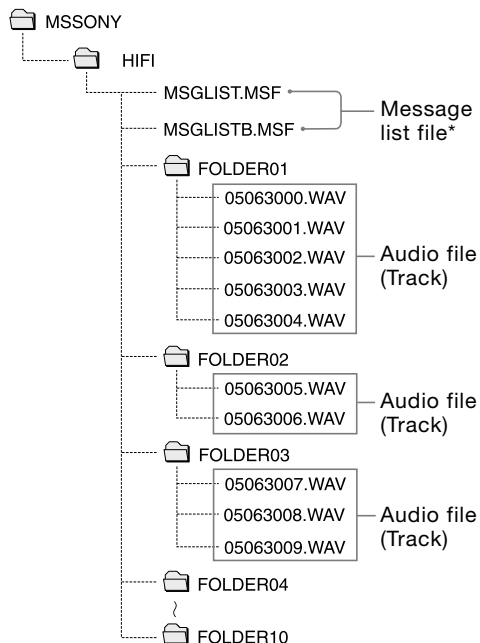 MSSONY
HIFI
MSGLIST.MSF
MSGLISTB.MSF
Message
list file*
FOLDER01
05063000.WAV
05063001.WAV
05063002.WAV
05063003.WAV
05063004.WAV
Audio file
(Track)
FOLDER02
05063005.WAV
05063006.WAV
Audio file
(Track)
FOLDER03
05063007.WAV
05063008.WAV
05063009.WAV
Audio file
(Track)
FOLDER04
FOLDER10